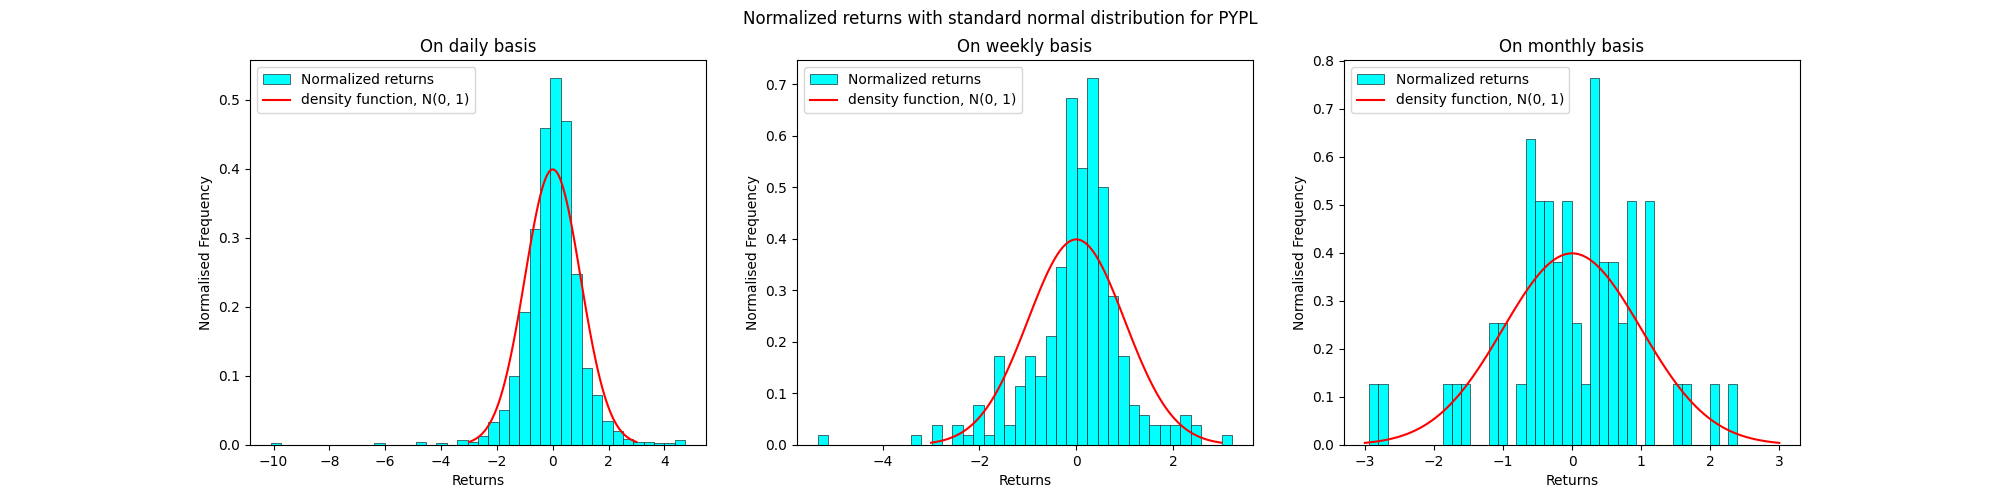 Normalized returns with standard normal distribution for PYPL
On daily basis
Normalized returns
density function, N(0, 1)
Normalised Frequency
0.5
0.4
0.3
0.2
0.1
0.0
−10 −8 −6 −4 −2 0 2 4
Returns
On weekly basis
Normalized returns
density function, N(0, 1)
Normalised Frequency
0.7
0.6
0.5
0.4
0.3
0.2
0.1
0.0
−4 −2 0 2
Returns
On monthly basis
Normalized returns
density function, N(0, 1)
Normalised Frequency
0.8
0.7
0.6
0.5
0.4
0.3
0.2
0.1
0.0
−3 −2 −1 0 1 2 3
Returns